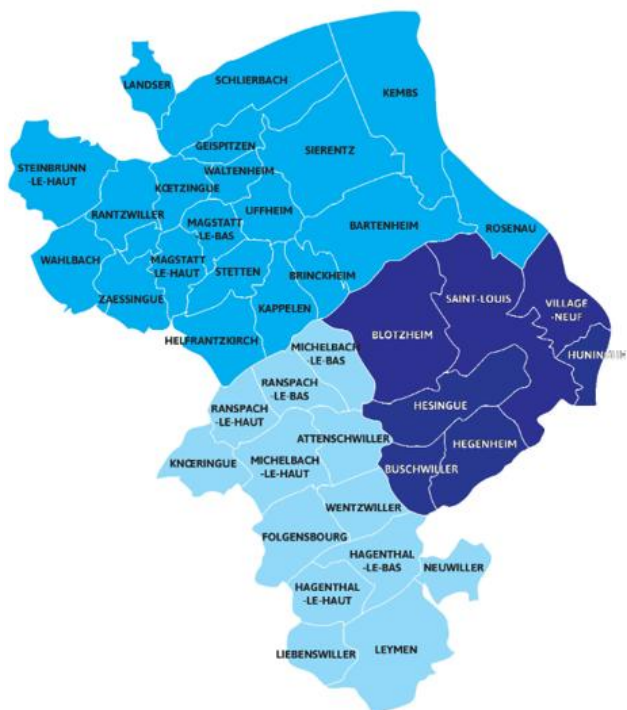 LANDSER
SCHLIERBACH
KEMBS
GEISPITZEN
SIERENTZ
STEINBRUNN
-LE-HAUT
WALTENHEIM
KŒTZINGUE
RANTZWILLER
UFFHEIM
MAGSTATT
-LE-BAS
BARTENHEIM
ROSENAU
WAHLBACH
MAGSTATT
-LE-HAUT
STETTEN
BRINCKHEIM
ZAESSINGUE
KAPPELEN
SAINT-LOUIS
VILLAGE
-NEUF
BLOTZHEIM
HELFRANTZKIRCH
MICHELBACH
-LE-BAS
HUNINGUE
RANSPACH
-LE-BAS
HESINGUE
RANSPACH
-LE-HAUT
ATTENSCHWILLER
HEGENHEIM
KNŒRINGUE
MICHELBACH
-LE-HAUT
BUSCHWILLER
WENTZWILLER
FOLGENSBOURG
HAGENTHAL
-LE-BAS
NEUWILLER
HAGENTHAL
-LE-HAUT
LIEBENSWILLER
LEYMEN